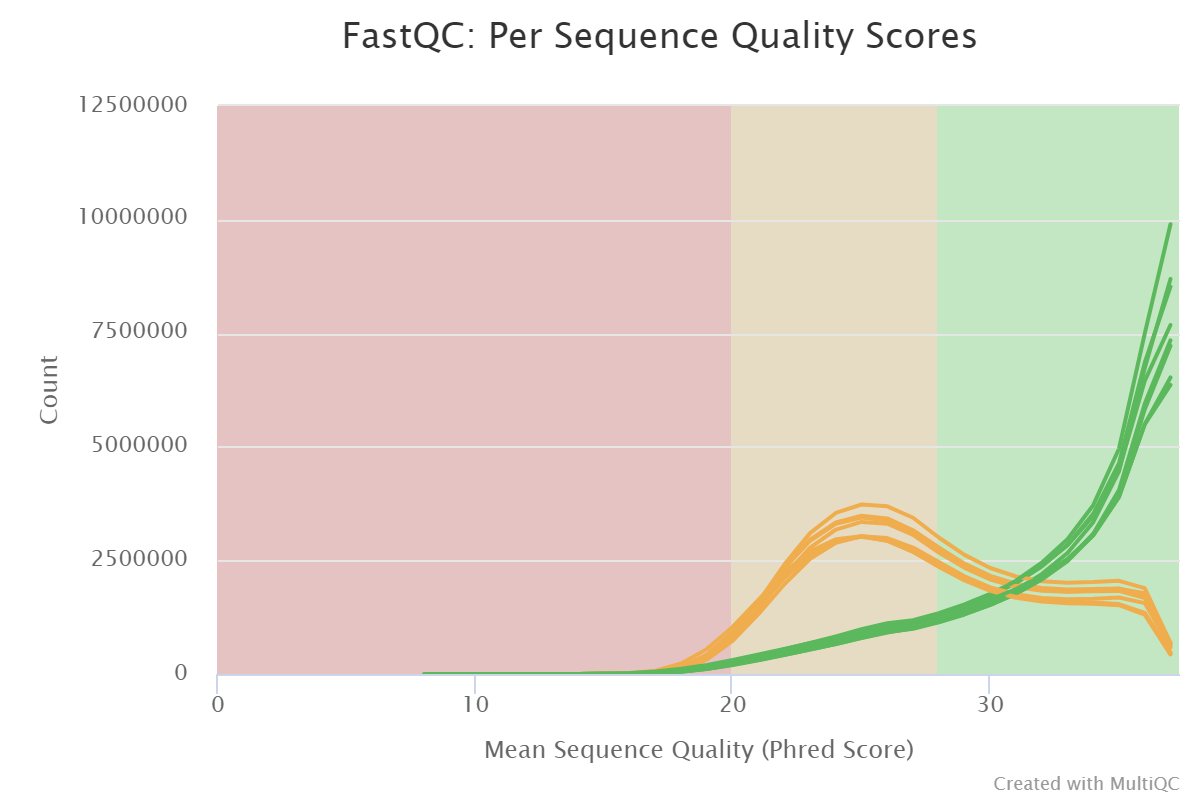 FastQC: Per Sequence Quality Scores
12500000
10000000
7500000
5000000
2500000
0
Count
0 10 20 30
Mean Sequence Quality (Phred Score)
Created with MultiQC